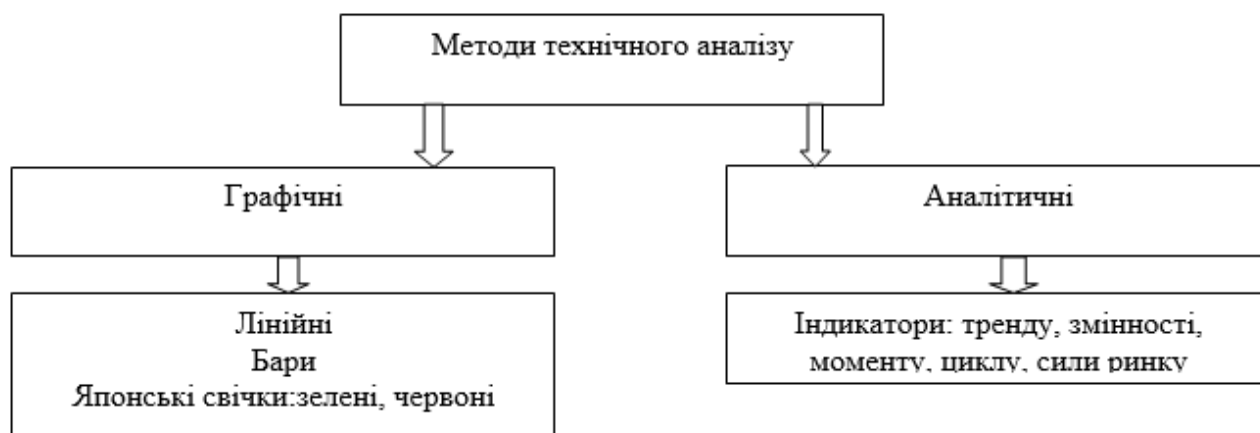 Методи технічного аналізу
Графічні
Аналітичні
Лінійні
Бари
Японські свічки:зелені, червоні
Індикатори: тренду, змінності,
моменту, циклу, сили ринку